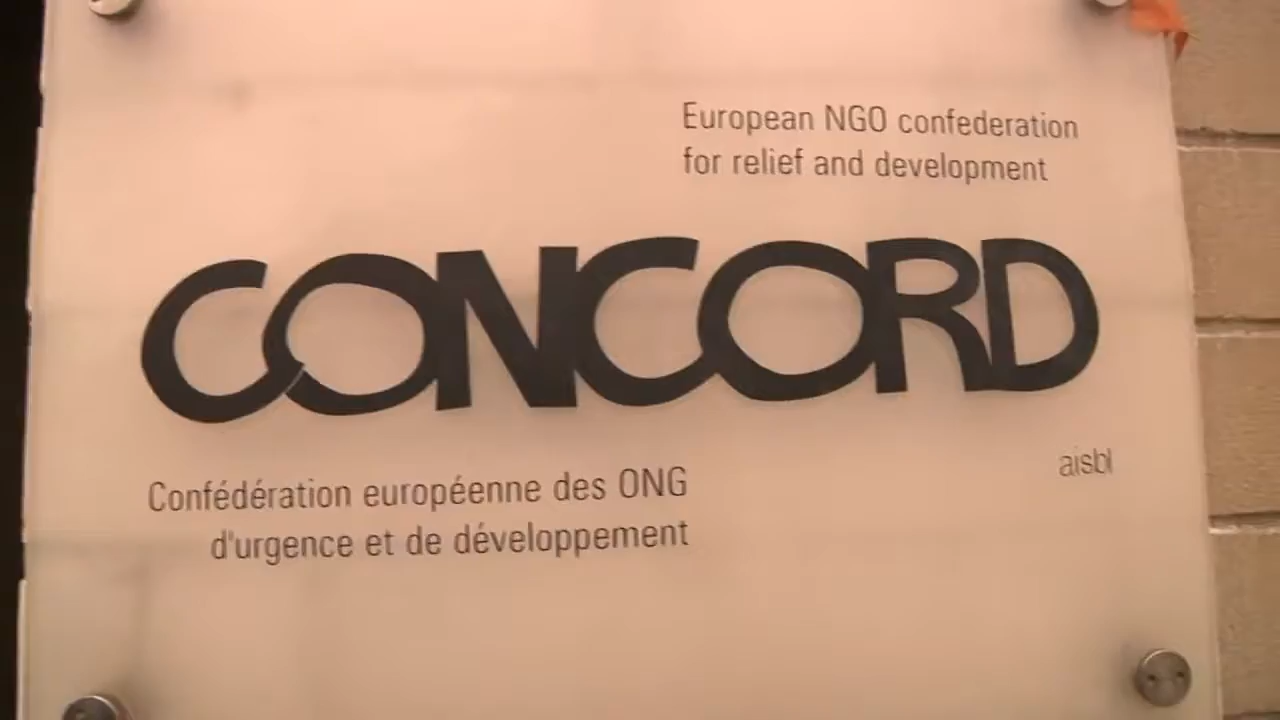 European NGO confederation
for relief and development
CONCORD
aisbl
Confédération européenne des ONG
d'urgence et de développement